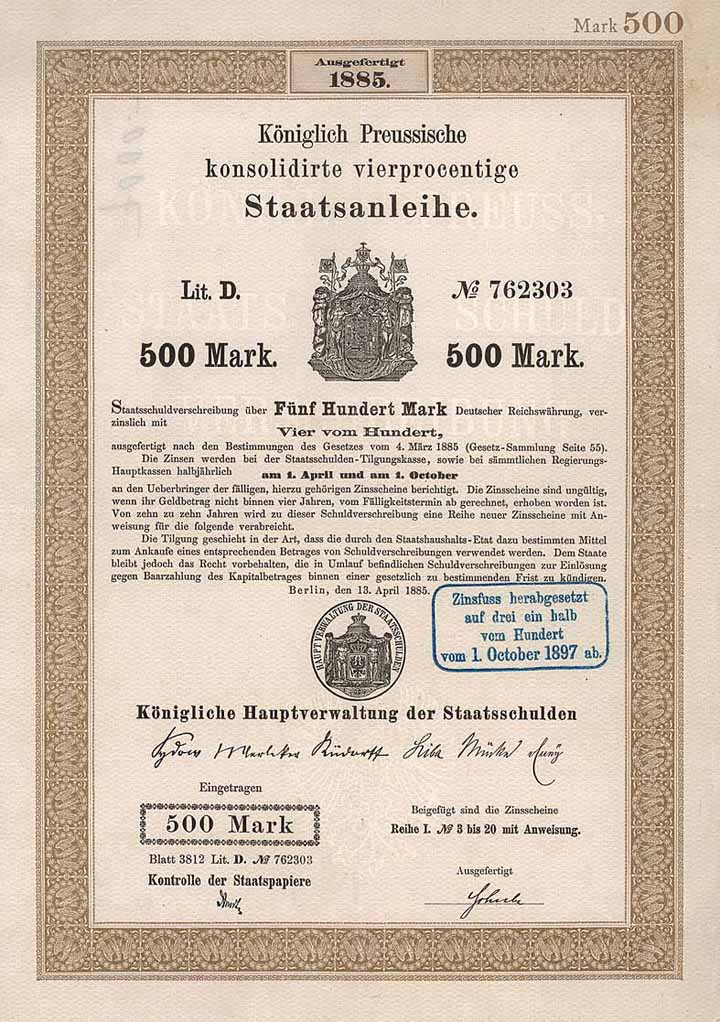 Mark 500
Ausgefertigt
1885.
Königlich Preussische
konsolidirte vierprocentige
Staatsanleihe.
Lit. D. № 762303
500 Mark. 500 Mark.
Staatsschuldverschreibung über Fünf Hundert Mark Deutscher Reichswährung, ver-
zinslich mit
Vier vom Hundert,
ausgefertigt nach den Bestimmungen des Gesetzes vom 4. März 1885 (Gesetz-Sammlung Seite 55).
Die Zinsen werden bei der Staatsschulden-Tilgungskasse, sowie bei sämmtlichen Regierungs-
Hauptkassen halbjährlich
am 1. April und am 1. October
an den Ueberbringer der fälligen, hierzu gehörigen Zinsscheine berichtigt. Die Zinsscheine sind ungültig,
wenn ihr Geldbetrag nicht binnen vier Jahren, vom Fälligkeitstermin ab gerechnet, erhoben worden ist.
Von zehn zu zehn Jahren wird zu dieser Schuldverschreibung eine Reihe neuer Zinsscheine mit An-
weisung für die folgende verabreicht.
Die Tilgung geschieht in der Art, dass die durch den Staatshaushalts-Etat dazu bestimmten Mittel
zum Ankaufe eines entsprechenden Betrages von Schuldverschreibungen verwendet werden. Dem Staate
bleibt jedoch das Recht vorbehalten, die in Umlauf befindlichen Schuldverschreibungen zur Einlösung
gegen Baarzahlung des Kapitalbetrages binnen einer gesetzlich zu bestimmenden Frist zu kündigen.
Berlin, den 13. April 1885.
Zinsfuss herabgesetzt
auf drei ein halb
vom Hundert
vom 1. October 1897 ab.
HAUPTVERWALTUNG DER STAATSSCHULDEN
Königliche Hauptverwaltung der Staatsschulden
Sydow Merleker Rüdorff Mücke
Eingetragen
500 Mark
Blatt 3812 Lit. D. № 762303
Kontrolle der Staatspapiere
Beigefügt sind die Zinsscheine
Reihe I. № 3 bis 20 mit Anweisung.
Ausgefertigt